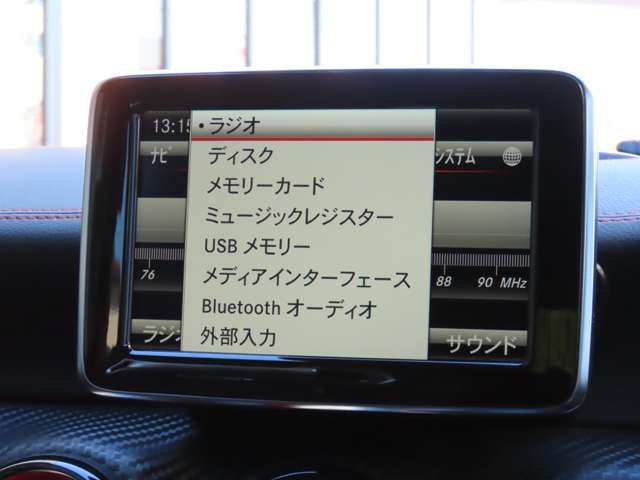 13:15
・ラジオ
ナビ
ディスク
システム
メモリーカード
ミュージックレジスター
USB メモリー
メディアインターフェース
76
88 90 MHz
Bluetooth オーディオ
ラジオ
外部入力
サウンド